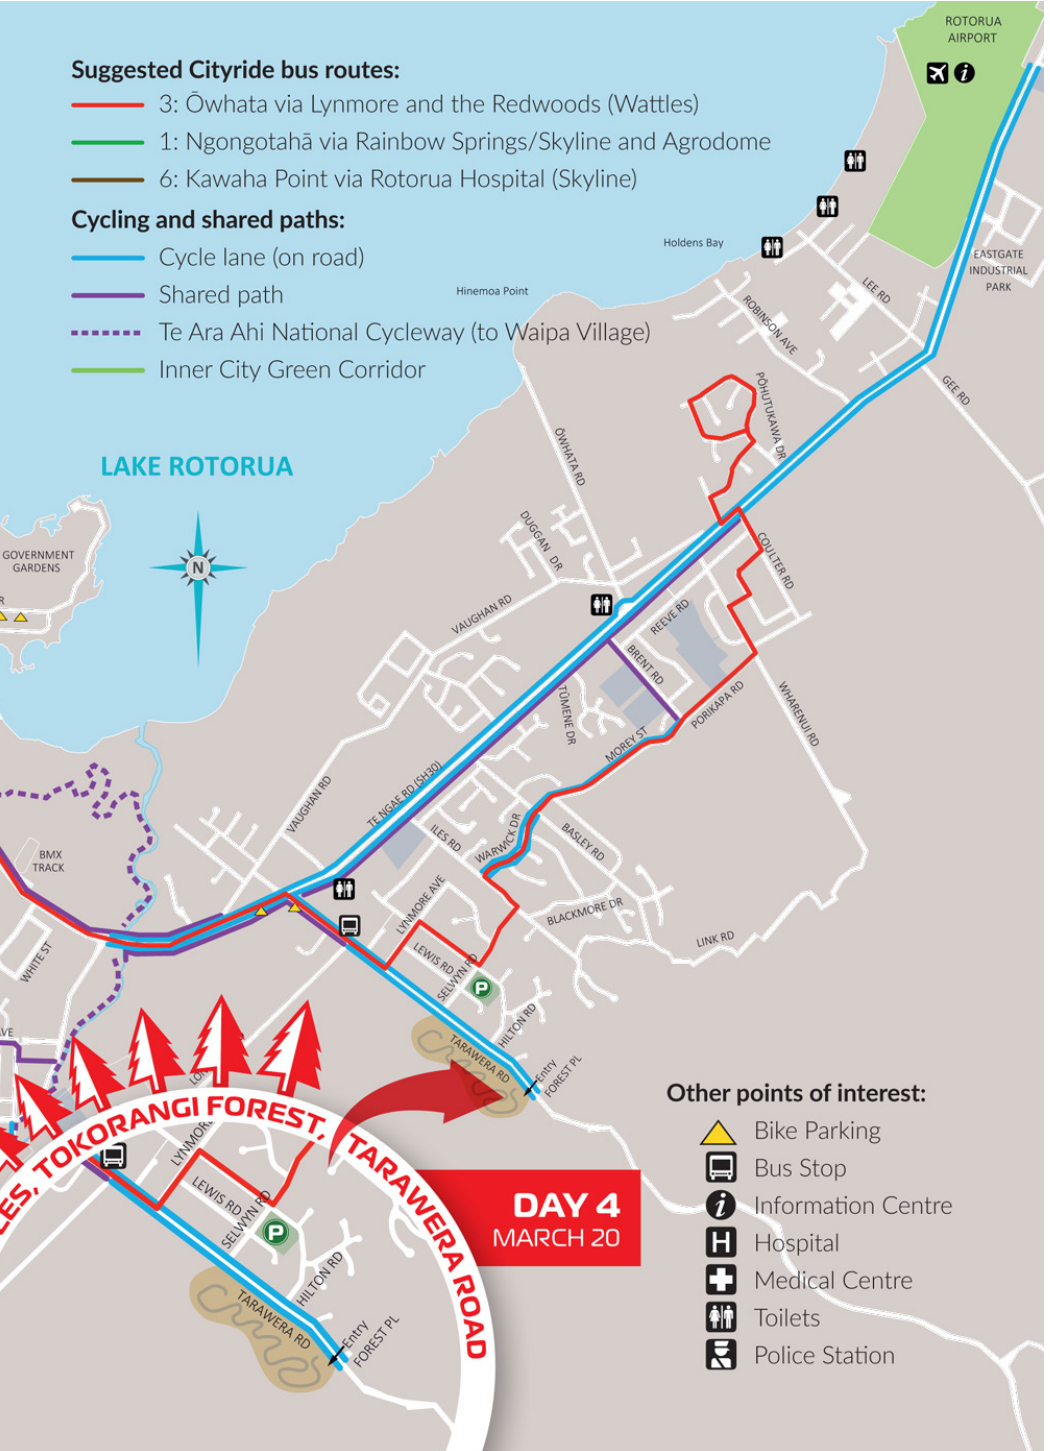 ROTORUA
AIRPORT
Suggested Cityride bus routes:
3: Ōwhata via Lynmore and the Redwoods (Wattles)
1: Ngongotahā via Rainbow Springs/Skyline and Agrodome
6: Kawaha Point via Rotorua Hospital (Skyline)
Cycling and shared paths:
Cycle lane (on road)
Shared path
Te Ara Ahi National Cycleway (to Waipa Village)
Inner City Green Corridor
Holdens Bay
Hinemoa Point
EASTGATE
INDUSTRIAL
PARK
LEE RD
ROBINSON AVE
GEE RD
PŌHUTUKAWA DR
ŌWHATA RD
LAKE ROTORUA
N
GOVERNMENT
GARDENS
R
DUGGAN DR
COULTER RD
VAUGHAN RD
REEVE RD
BRENT RD
PORIKAPA RD
WHARENUI RD
TŪMENE DR
MOREY ST
TE NGAE RD (SH30)
VAUGHAN RD
ILES RD
WARWICK DR
BASLEY RD
BMX
TRACK
LYNMORE AVE
BLACKMORE DR
LINK RD
WHITE ST
LEWIS RD
SELWYN RD
P
HILTON RD
TARAWERA RD
Entry
FOREST PL
VE
LON
LES, TOKORANGI FOREST, TARAWERA ROAD
LYNMOR
LEWIS RD
SELWYN RD
P
HILTON RD
TARAWERA RD
Entry
FOREST PL
DAY 4
MARCH 20
Other points of interest:
Bike Parking
Bus Stop
i Information Centre
H Hospital
Medical Centre
Toilets
Police Station